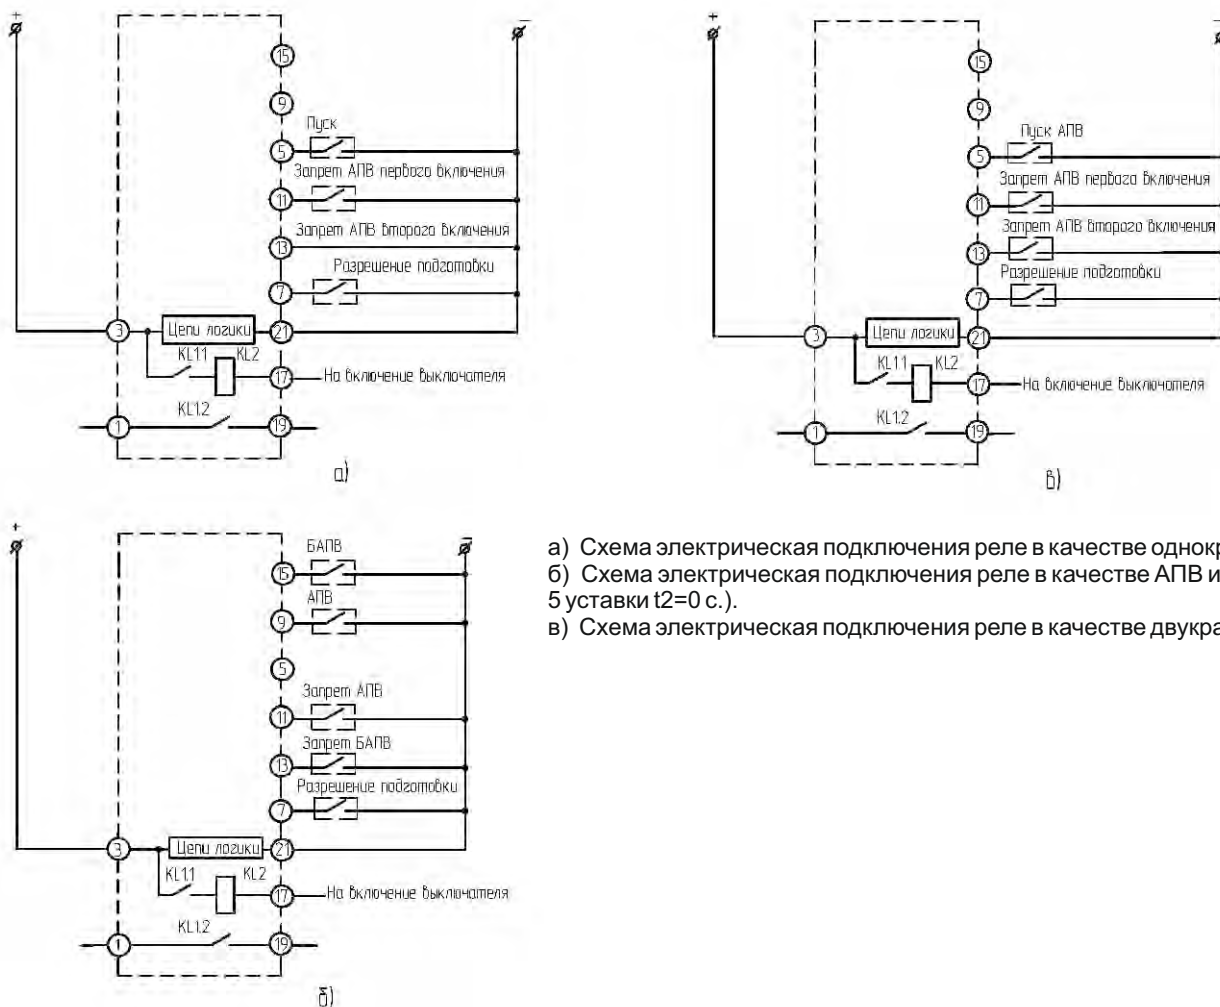 +
–
15
9
Пуск
5
Запрет АПВ первого включения
11
Запрет АПВ второго включения
13
Разрешение подготовки
7
3
Цепи логики
21
KL1.1
KL2
17
На включение выключателя
KL1.2
1
19
а)
+
–
15
9
Пуск АПВ
5
Запрет АПВ первого включения
11
Запрет АПВ второго включения
13
Разрешение подготовки
7
3
Цепи логики
21
KL1.1
KL2
17
На включение выключателя
KL1.2
1
19
в)
+
–
БАПВ
15
АПВ
9
5
Запрет АПВ
11
Запрет БАПВ
13
Разрешение подготовки
7
3
Цепи логики
21
KL1.1
KL2
17
На включение выключателя
KL1.2
1
19
б)
а) Схема электрическая подключения реле в качестве однокр
б) Схема электрическая подключения реле в качестве АПВ и
5 уставки t2=0 с.).
в) Схема электрическая подключения реле в качестве двукра